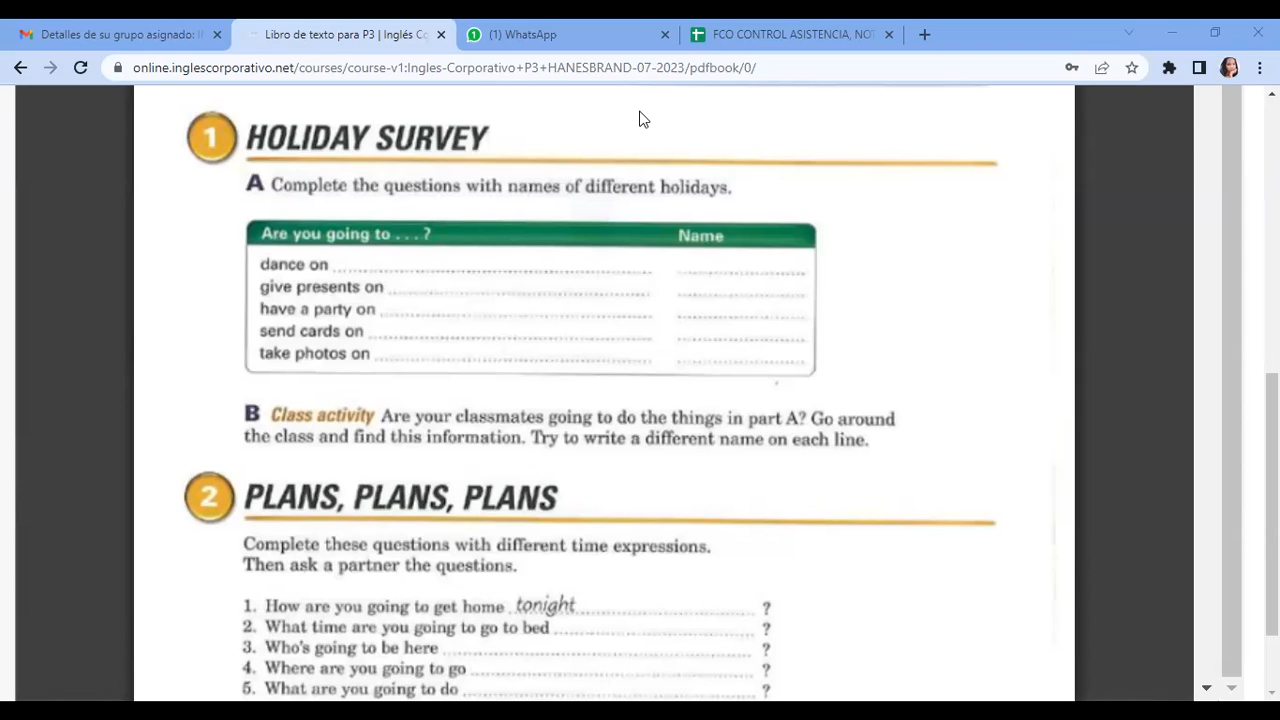 Detalles de su grupo asignado: I
Libro de texto para P3 | Inglés Co
(1) WhatsApp
FCO CONTROL ASISTENCIA, NOT
online.inglescorporativo.net/courses/course-v1:Ingles-Corporativo+P3+HANESBRAND-07-2023/pdfbook/0/
1 HOLIDAY SURVEY
A Complete the questions with names of different holidays.
Are you going to . . . ? Name
dance on
give presents on
have a party on
send cards on
take photos on
B Class activity Are your classmates going to do the things in part A? Go around
the class and find this information. Try to write a different name on each line.
2 PLANS, PLANS, PLANS
Complete these questions with different time expressions.
Then ask a partner the questions.
1. How are you going to get home tonight ?
2. What time are you going to go to bed ?
3. Who's going to be here ?
4. Where are you going to go ?
5. What are you going to do ?